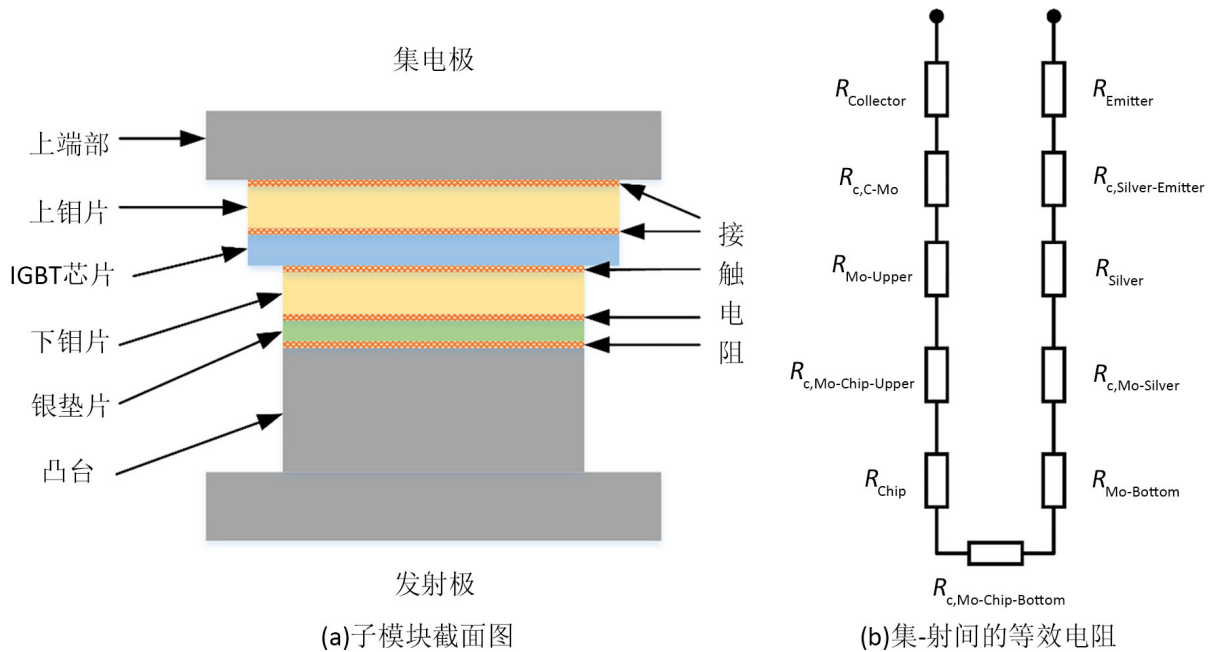 集电极
上端部
上钼片
IGBT芯片
下钼片
银垫片
凸台
接
触
电
阻
发射极
(a)子模块截面图
RCollector
Rc,C-Mo
RMo-Upper
Rc,Mo-Chip-Upper
RChip
Rc,Mo-Chip-Bottom
REmitter
Rc,Silver-Emitter
RSilver
Rc,Mo-Silver
RMo-Bottom
(b)集-射间的等效电阻